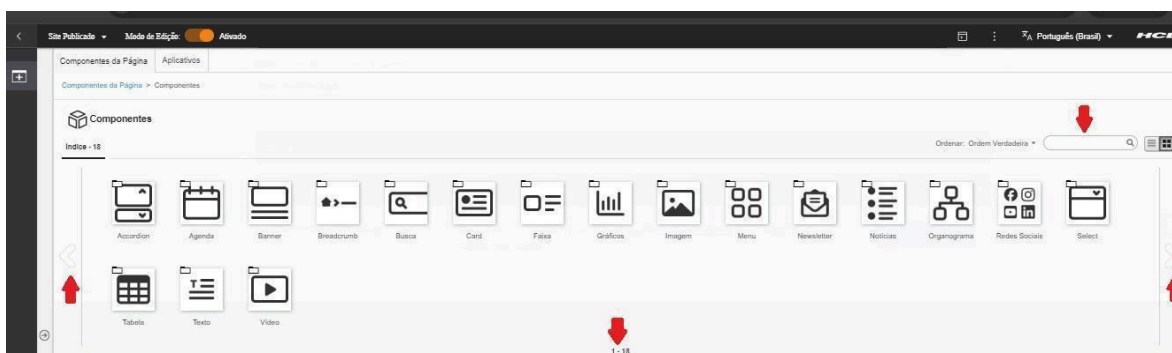 Site Publicado Modo de Edição: Ativado Português (Brasil) HCL
Componentes da Página Aplicativos
Componentes da Página > Componentes
Componentes
Indice - 18
Ordenar: Ordem Verdadeira
Accordion Agenda Banner Breadcrumb Busca Card Faixa Gráficos Imagem Menu Newsletter Notícias Organograma Redes Sociais Select
Tabela Texto Vídeo
1 - 18